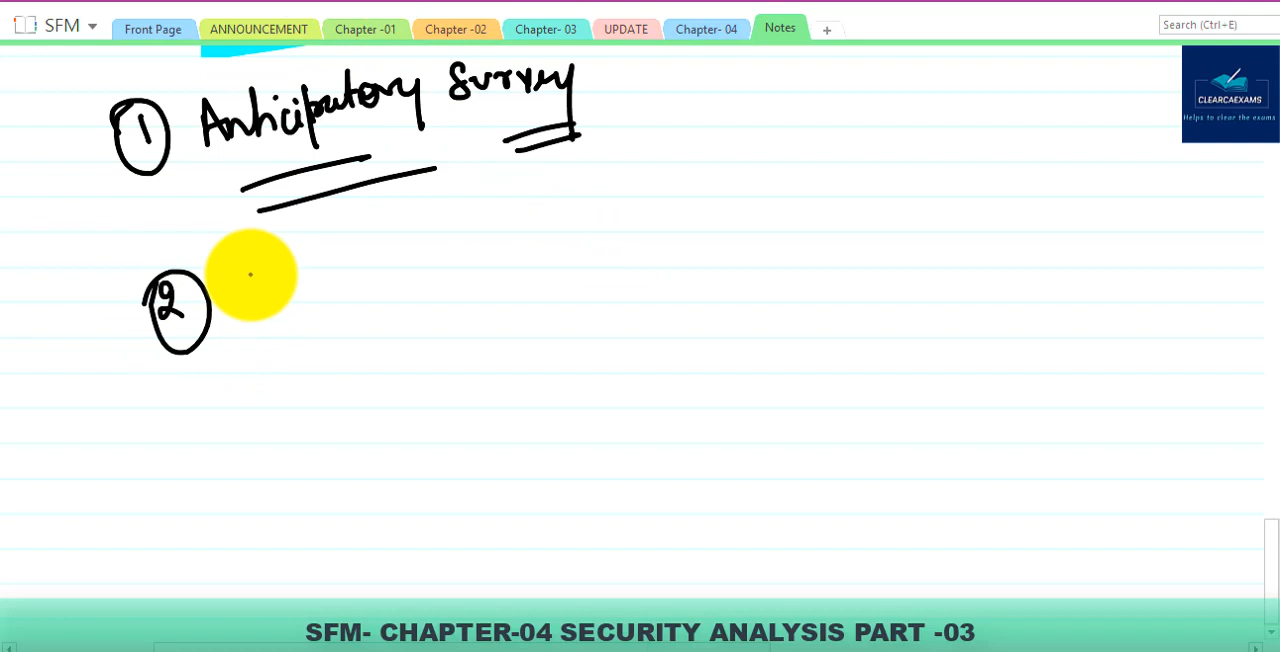 SFM
Front Page
ANNOUNCEMENT
Chapter -01
Chapter -02
Chapter- 03
UPDATE
Chapter- 04
Notes
+
Search (Ctrl+E)
CLEARCAEXAMS
Helps to clear the exams
1 Anticipatory Survey
2
SFM- CHAPTER-04 SECURITY ANALYSIS PART -03